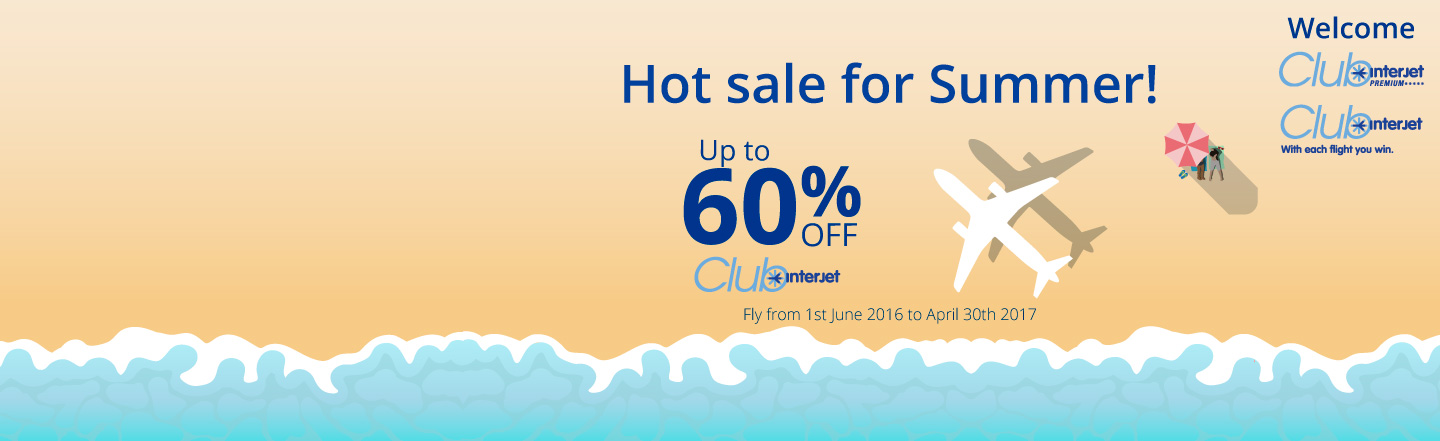 Welcome
Club interJet
PREMIUM
Club interJet
With each flight you win.
Hot sale for Summer!
Up to
60%
OFF
Club interJet
Fly from 1st June 2016 to April 30th 2017